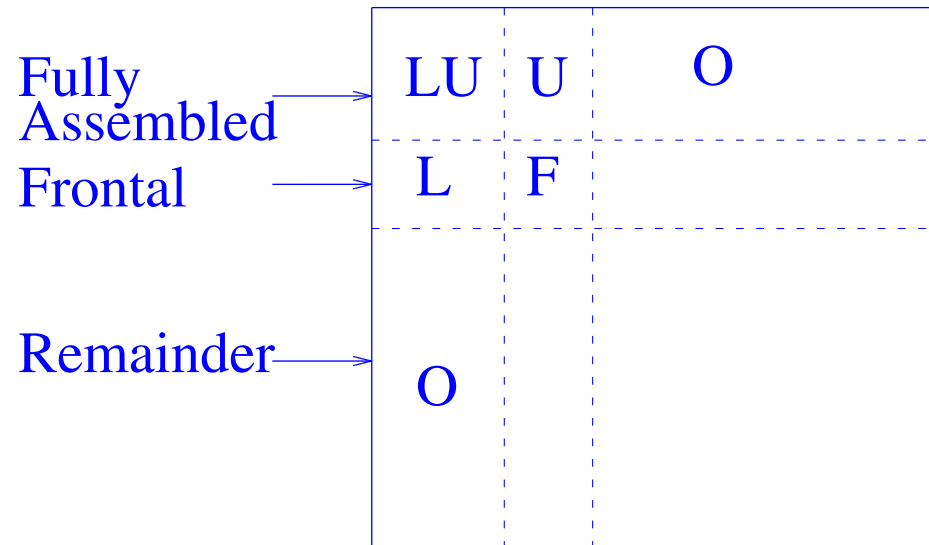 Fully
Assembled
Frontal
Remainder
LU U O
L F
O